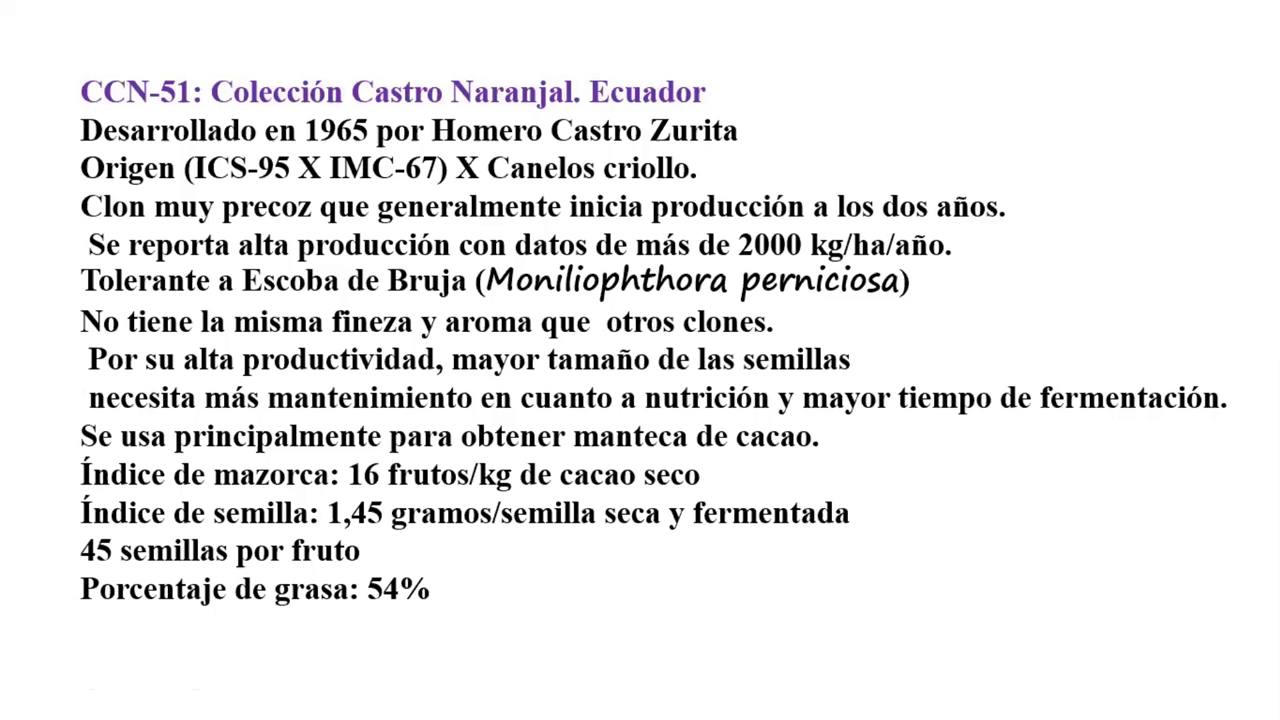 CCN-51: Colección Castro Naranjal. Ecuador
Desarrollado en 1965 por Homero Castro Zurita
Origen (ICS-95 X IMC-67) X Canelos criollo.
Clon muy precoz que generalmente inicia producción a los dos años.
Se reporta alta producción con datos de más de 2000 kg/ha/año.
Tolerante a Escoba de Bruja (Moniliophthora perniciosa)
No tiene la misma fineza y aroma que otros clones.
Por su alta productividad, mayor tamaño de las semillas
necesita más mantenimiento en cuanto a nutrición y mayor tiempo de fermentación.
Se usa principalmente para obtener manteca de cacao.
Índice de mazorca: 16 frutos/kg de cacao seco
Índice de semilla: 1,45 gramos/semilla seca y fermentada
45 semillas por fruto
Porcentaje de grasa: 54%